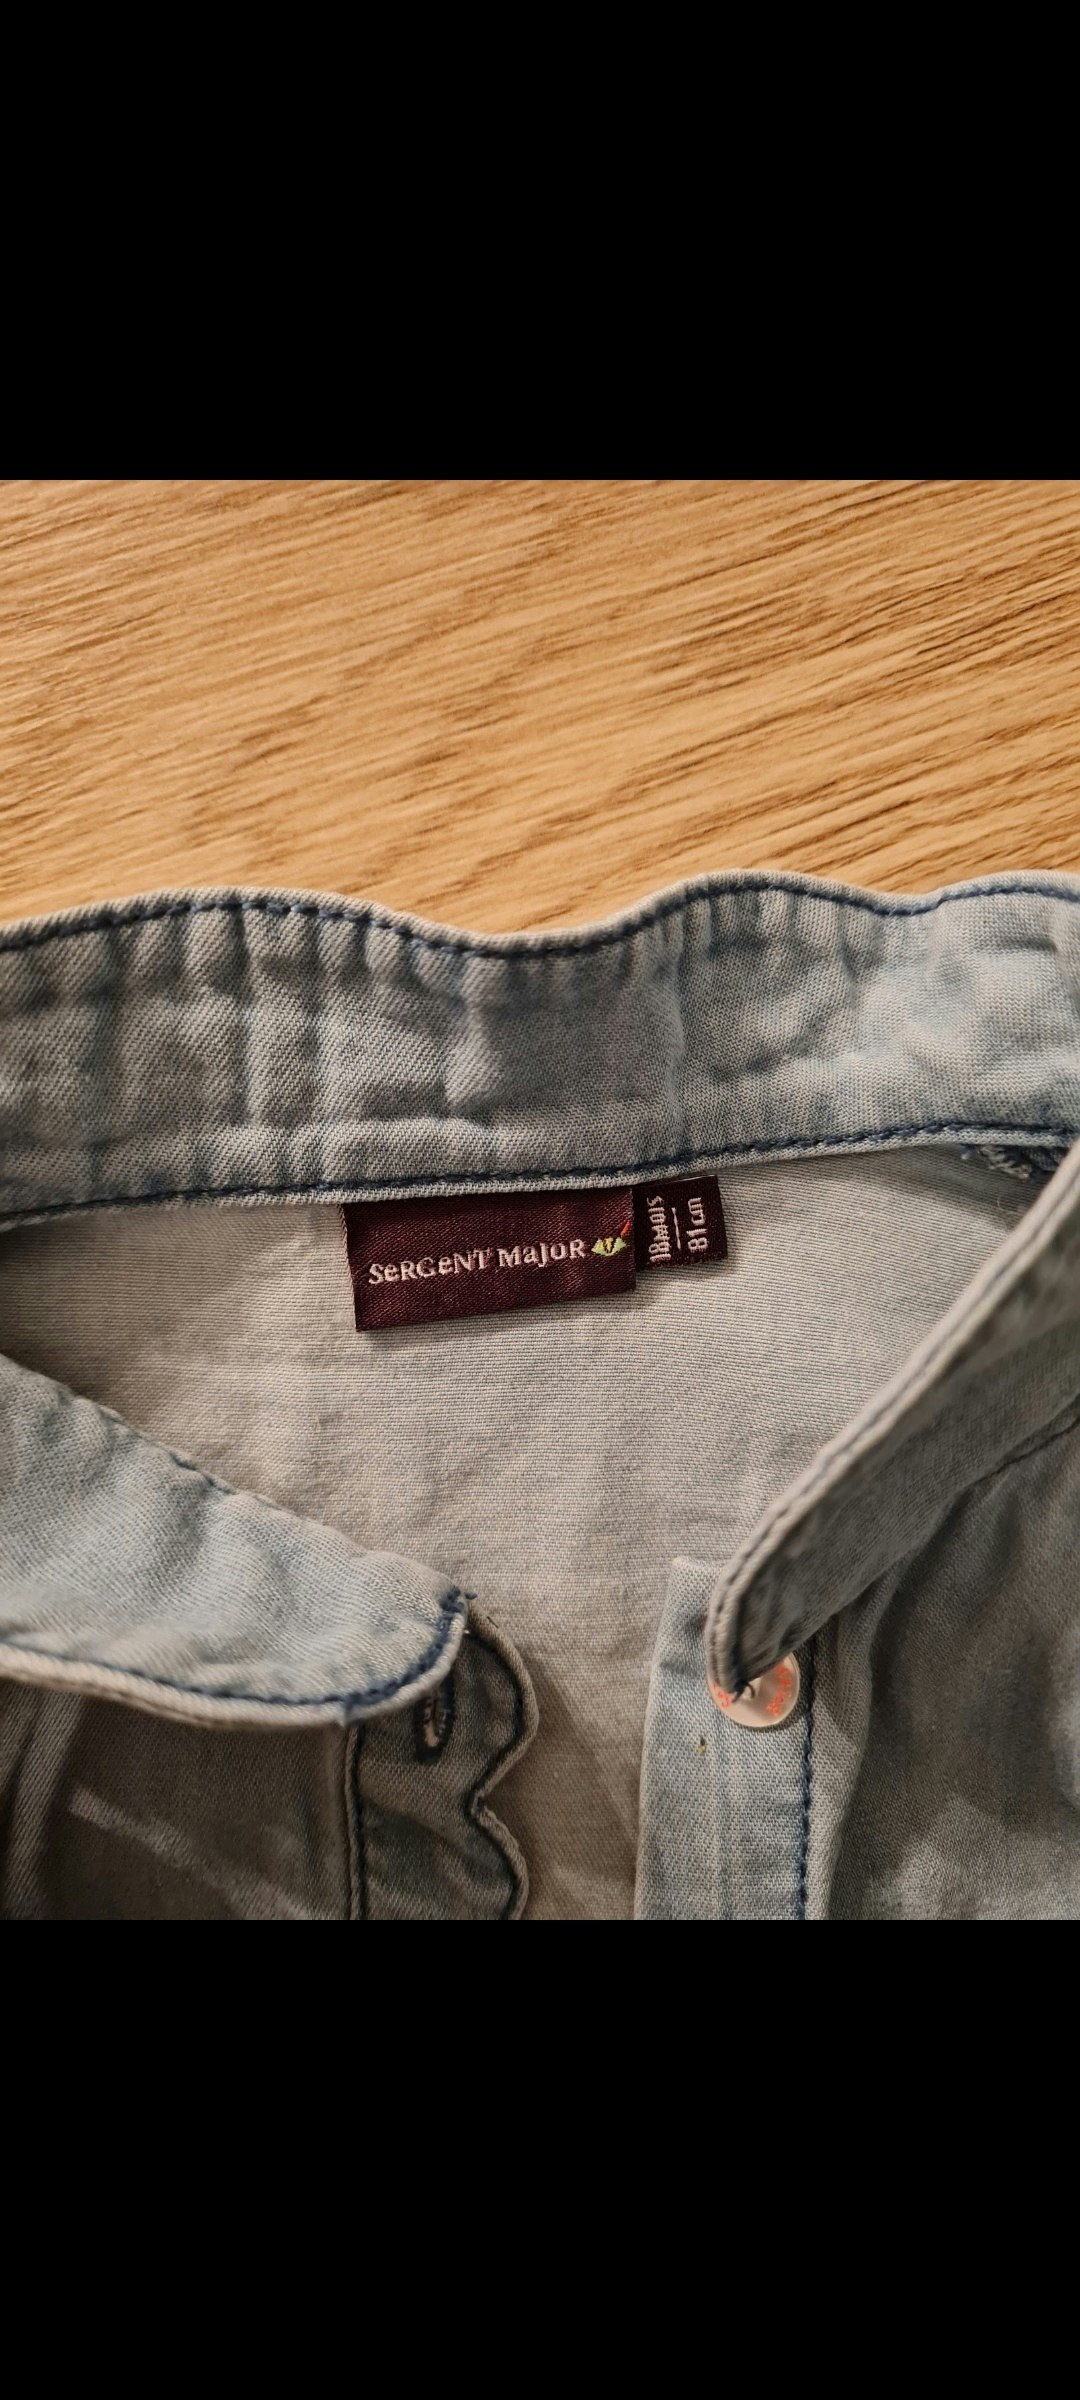 SeRGeNT MaJOR
18MOIS
81cm